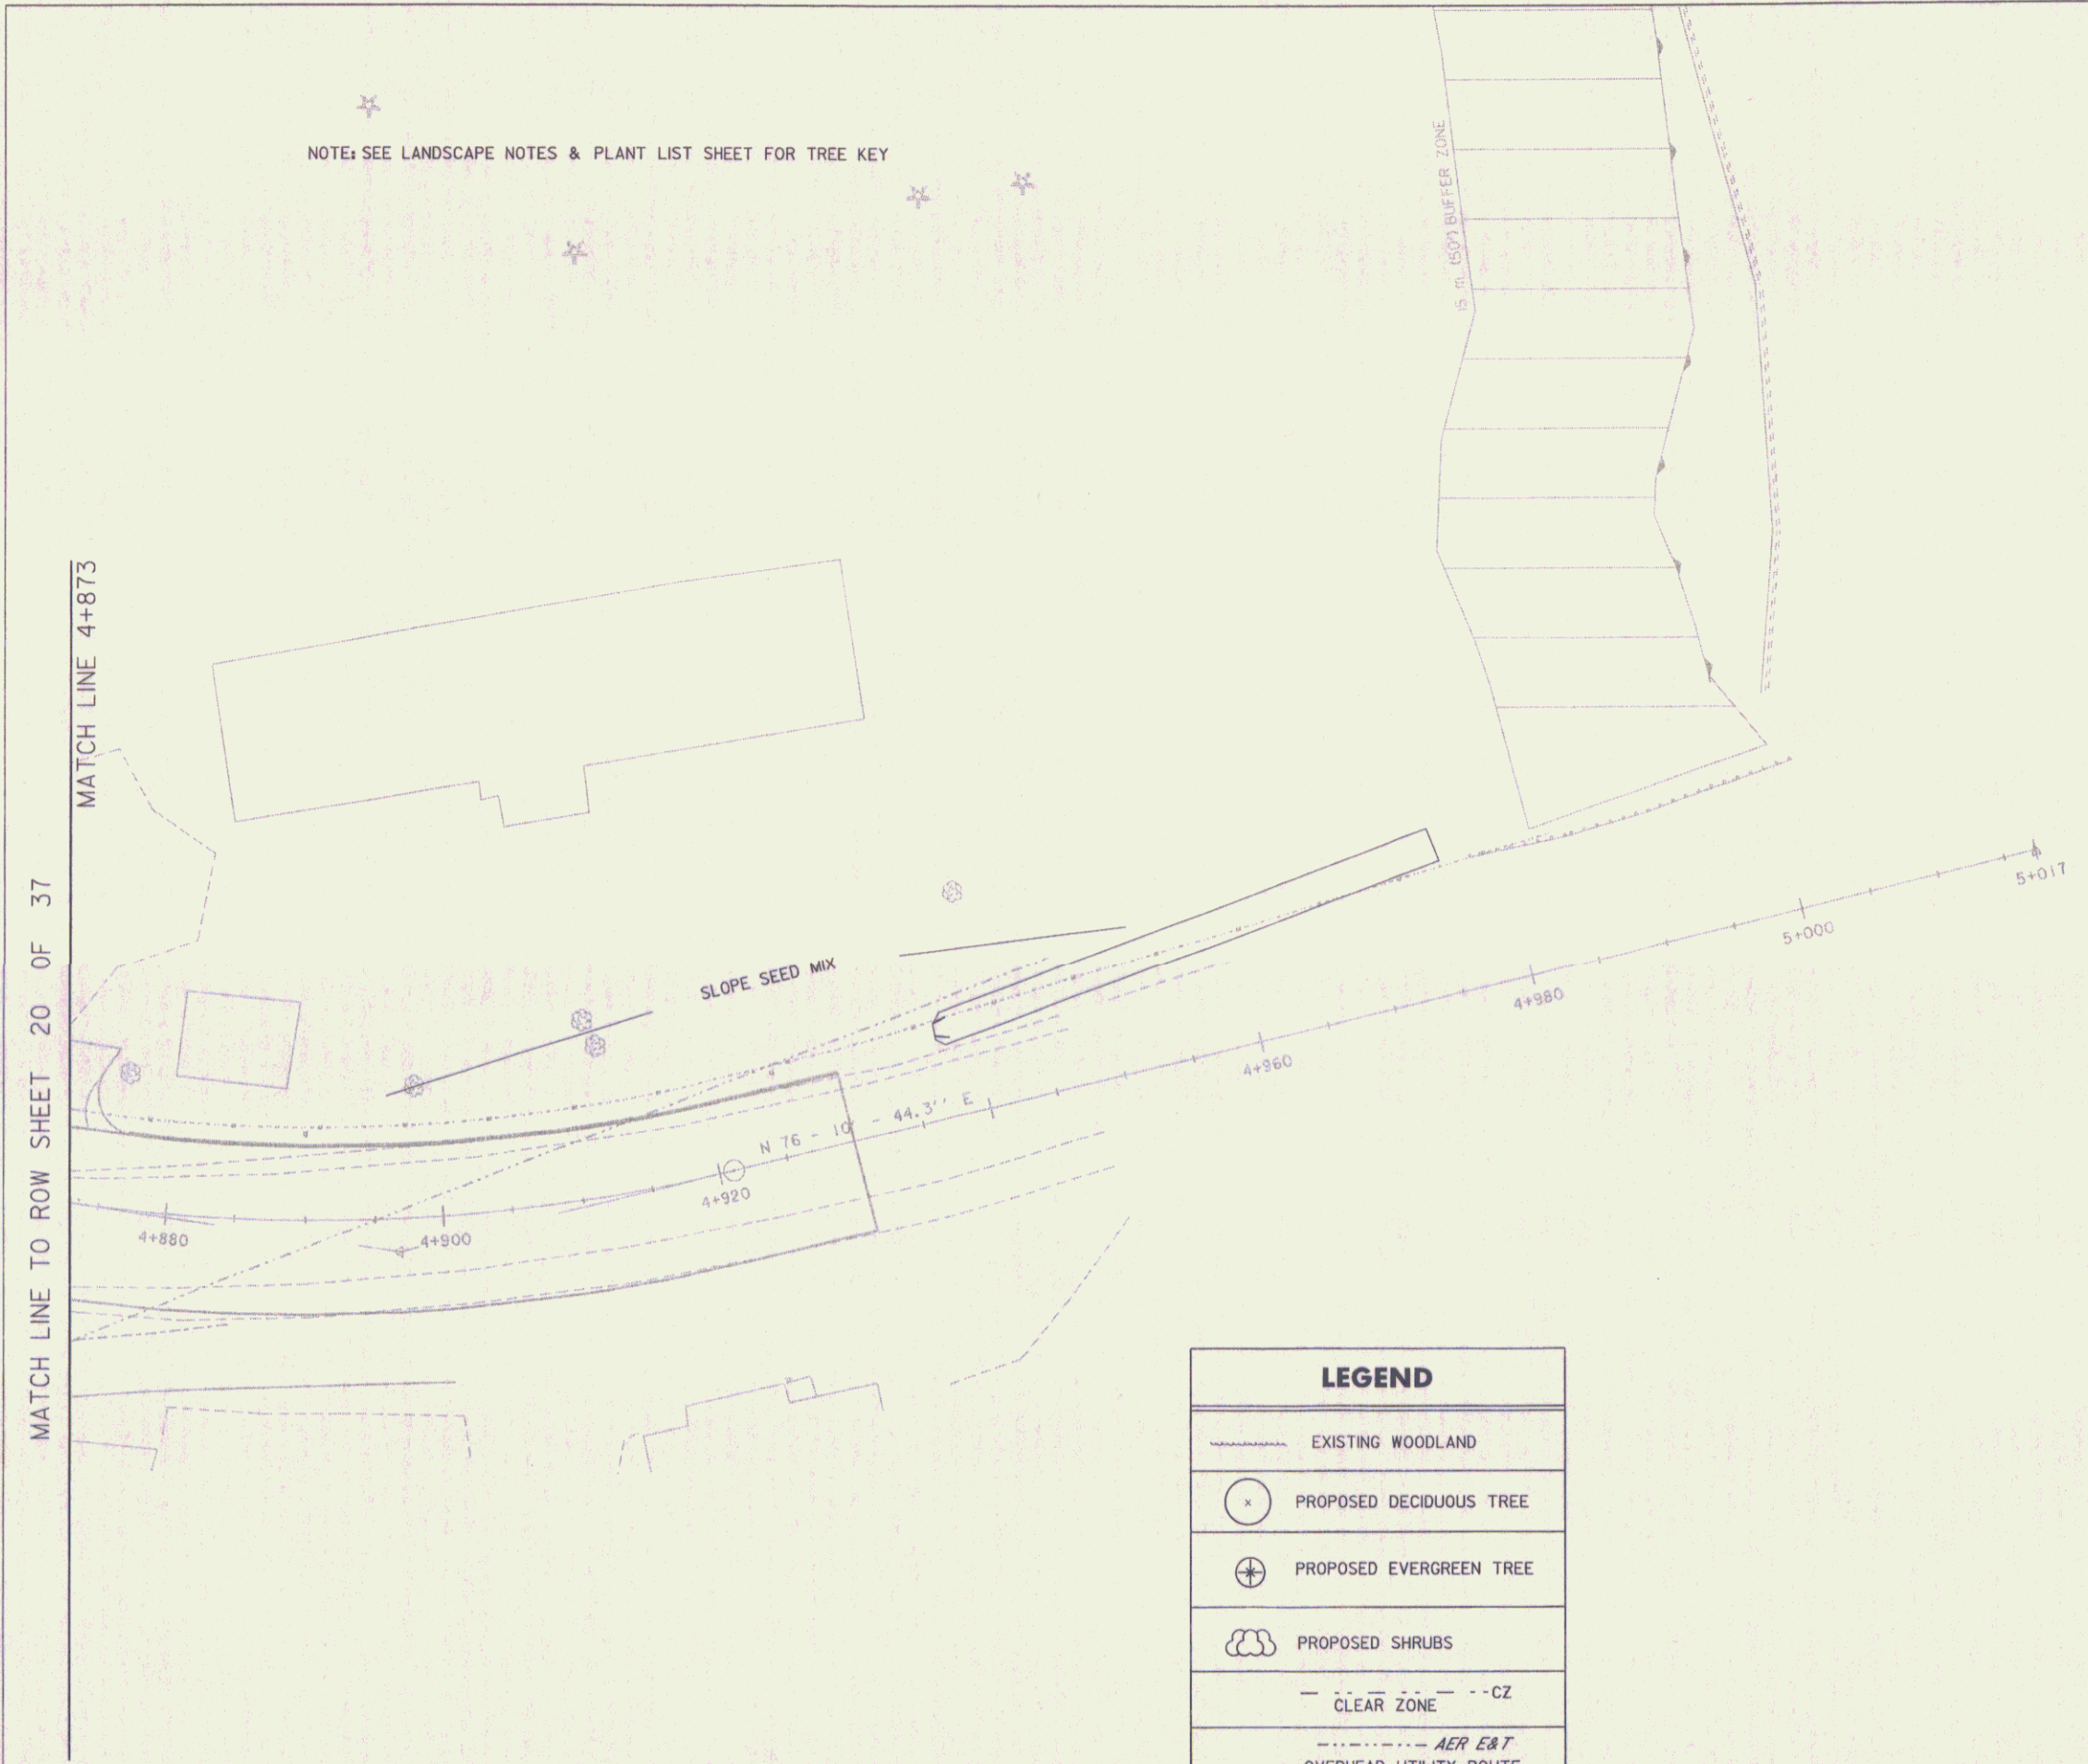 NOTE: SEE LANDSCAPE NOTES & PLANT LIST SHEET FOR TREE KEY
15 m (50') BUFFER ZONE
MATCH LINE 4+873
MATCH LINE TO ROW SHEET 20 OF 37
SLOPE SEED MIX
5+017
5+000
4+980
4+960
N 76 - 10' - 44.3'' E
4+920
4+900
4+880
LEGEND
EXISTING WOODLAND
PROPOSED DECIDUOUS TREE
PROPOSED EVERGREEN TREE
PROPOSED SHRUBS
CZ
CLEAR ZONE
AER E&T
OVERHEAD UTILITY ROUTE